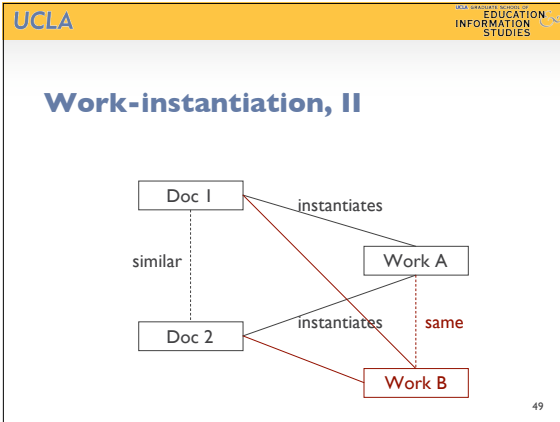 UCLA
UCLA GRADUATE SCHOOL OF
EDUCATION &
INFORMATION
STUDIES
Work-instantiation, II
Doc 1
instantiates
similar
Work A
instantiates
same
Doc 2
Work B
49